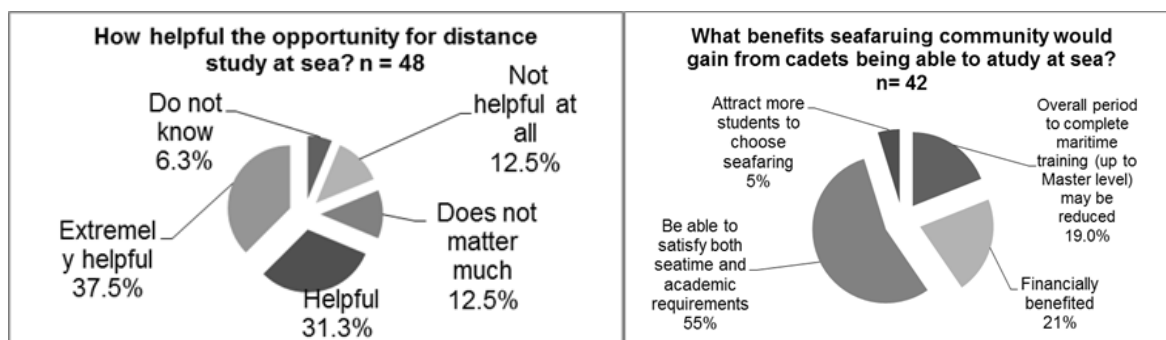 How helpful the opportunity for distance
study at sea? n = 48
Do not
know
6.3%
Not
helpful at
all
12.5%
Extremel
y helpful
37.5%
Does not
matter
much
12.5%
Helpful
31.3%
What benefits seafaruing community would
gain from cadets being able to atudy at sea?
n= 42
Attract more
students to
choose
seafaring
5%
Overall period
to complete
maritime
training (up to
Master level)
may be
reduced
19.0%
Be able to
satisfy both
seatime and
academic
requirements
55%
Financially
benefited
21%